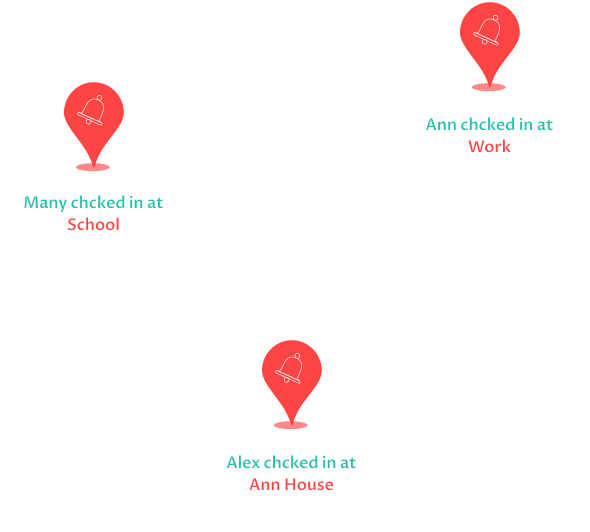 Ann chcked in at
Work
Many chcked in at
School
Alex chcked in at
Ann House